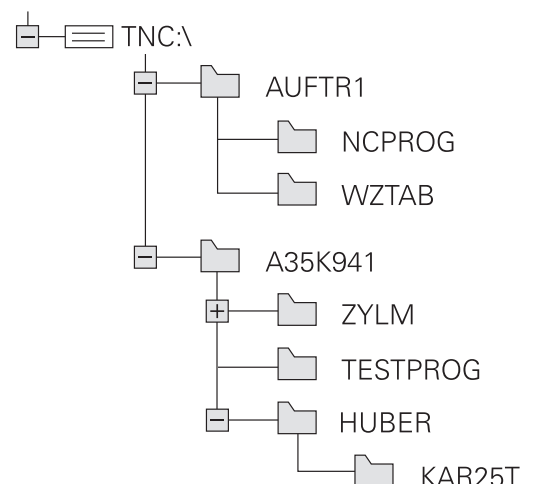 TNC:\
AUFTR1
NCPROG
WZTAB
A35K941
ZYLM
TESTPROG
HUBER
KAR25T